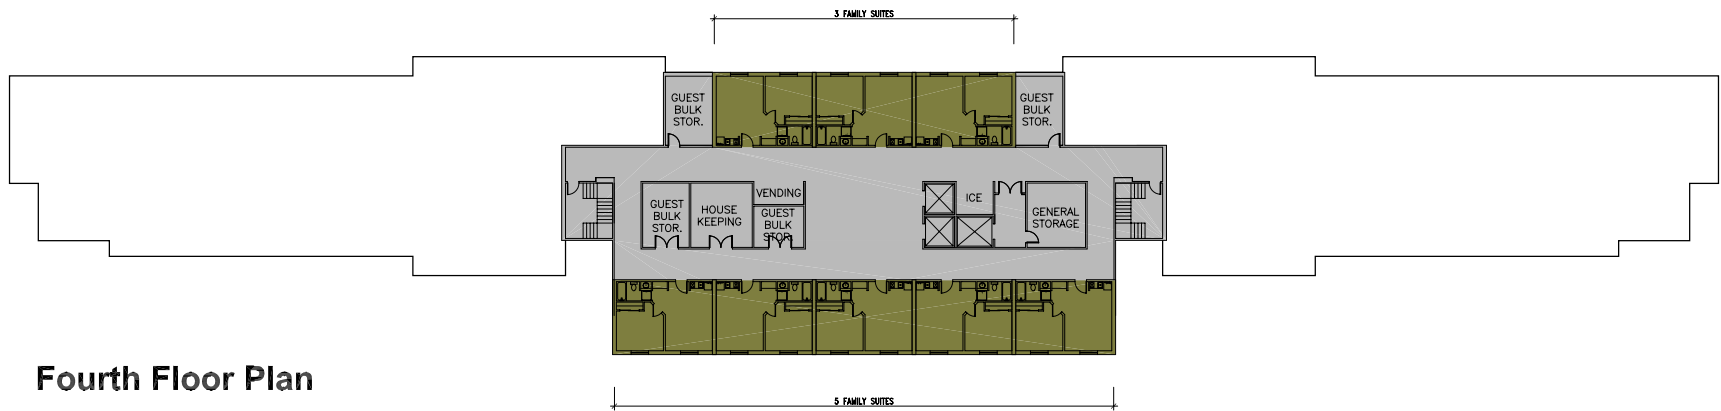 3 FAMILY SUITES
GUEST
BULK
STOR.
GUEST
BULK
STOR.
VENDING
GUEST
BULK
STOR.
HOUSE
KEEPING
GUEST
BULK
STOR.
ICE
GENERAL
STORAGE
Fourth Floor Plan
5 FAMILY SUITES